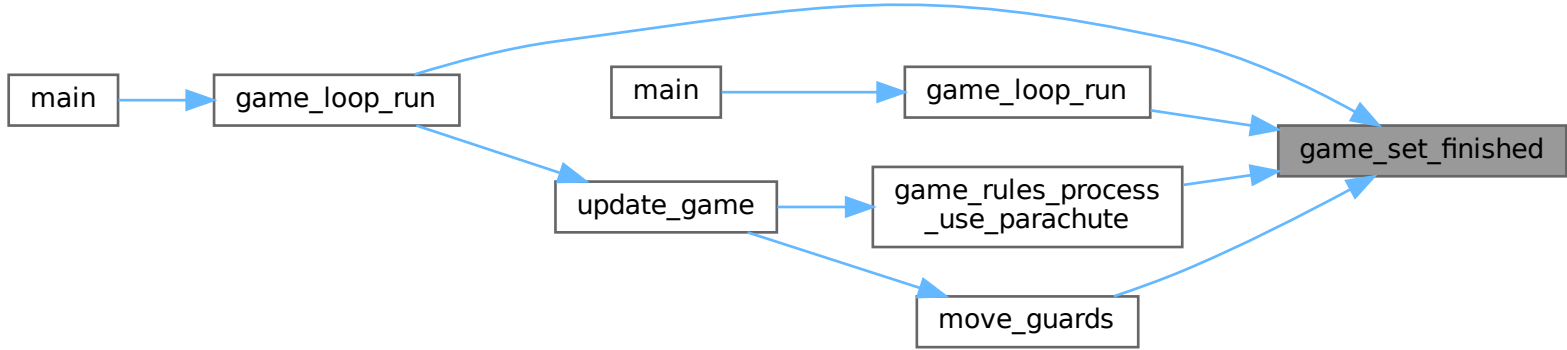 main
game_loop_run
main
game_loop_run
game_set_finished
update_game
game_rules_process
_use_parachute
move_guards